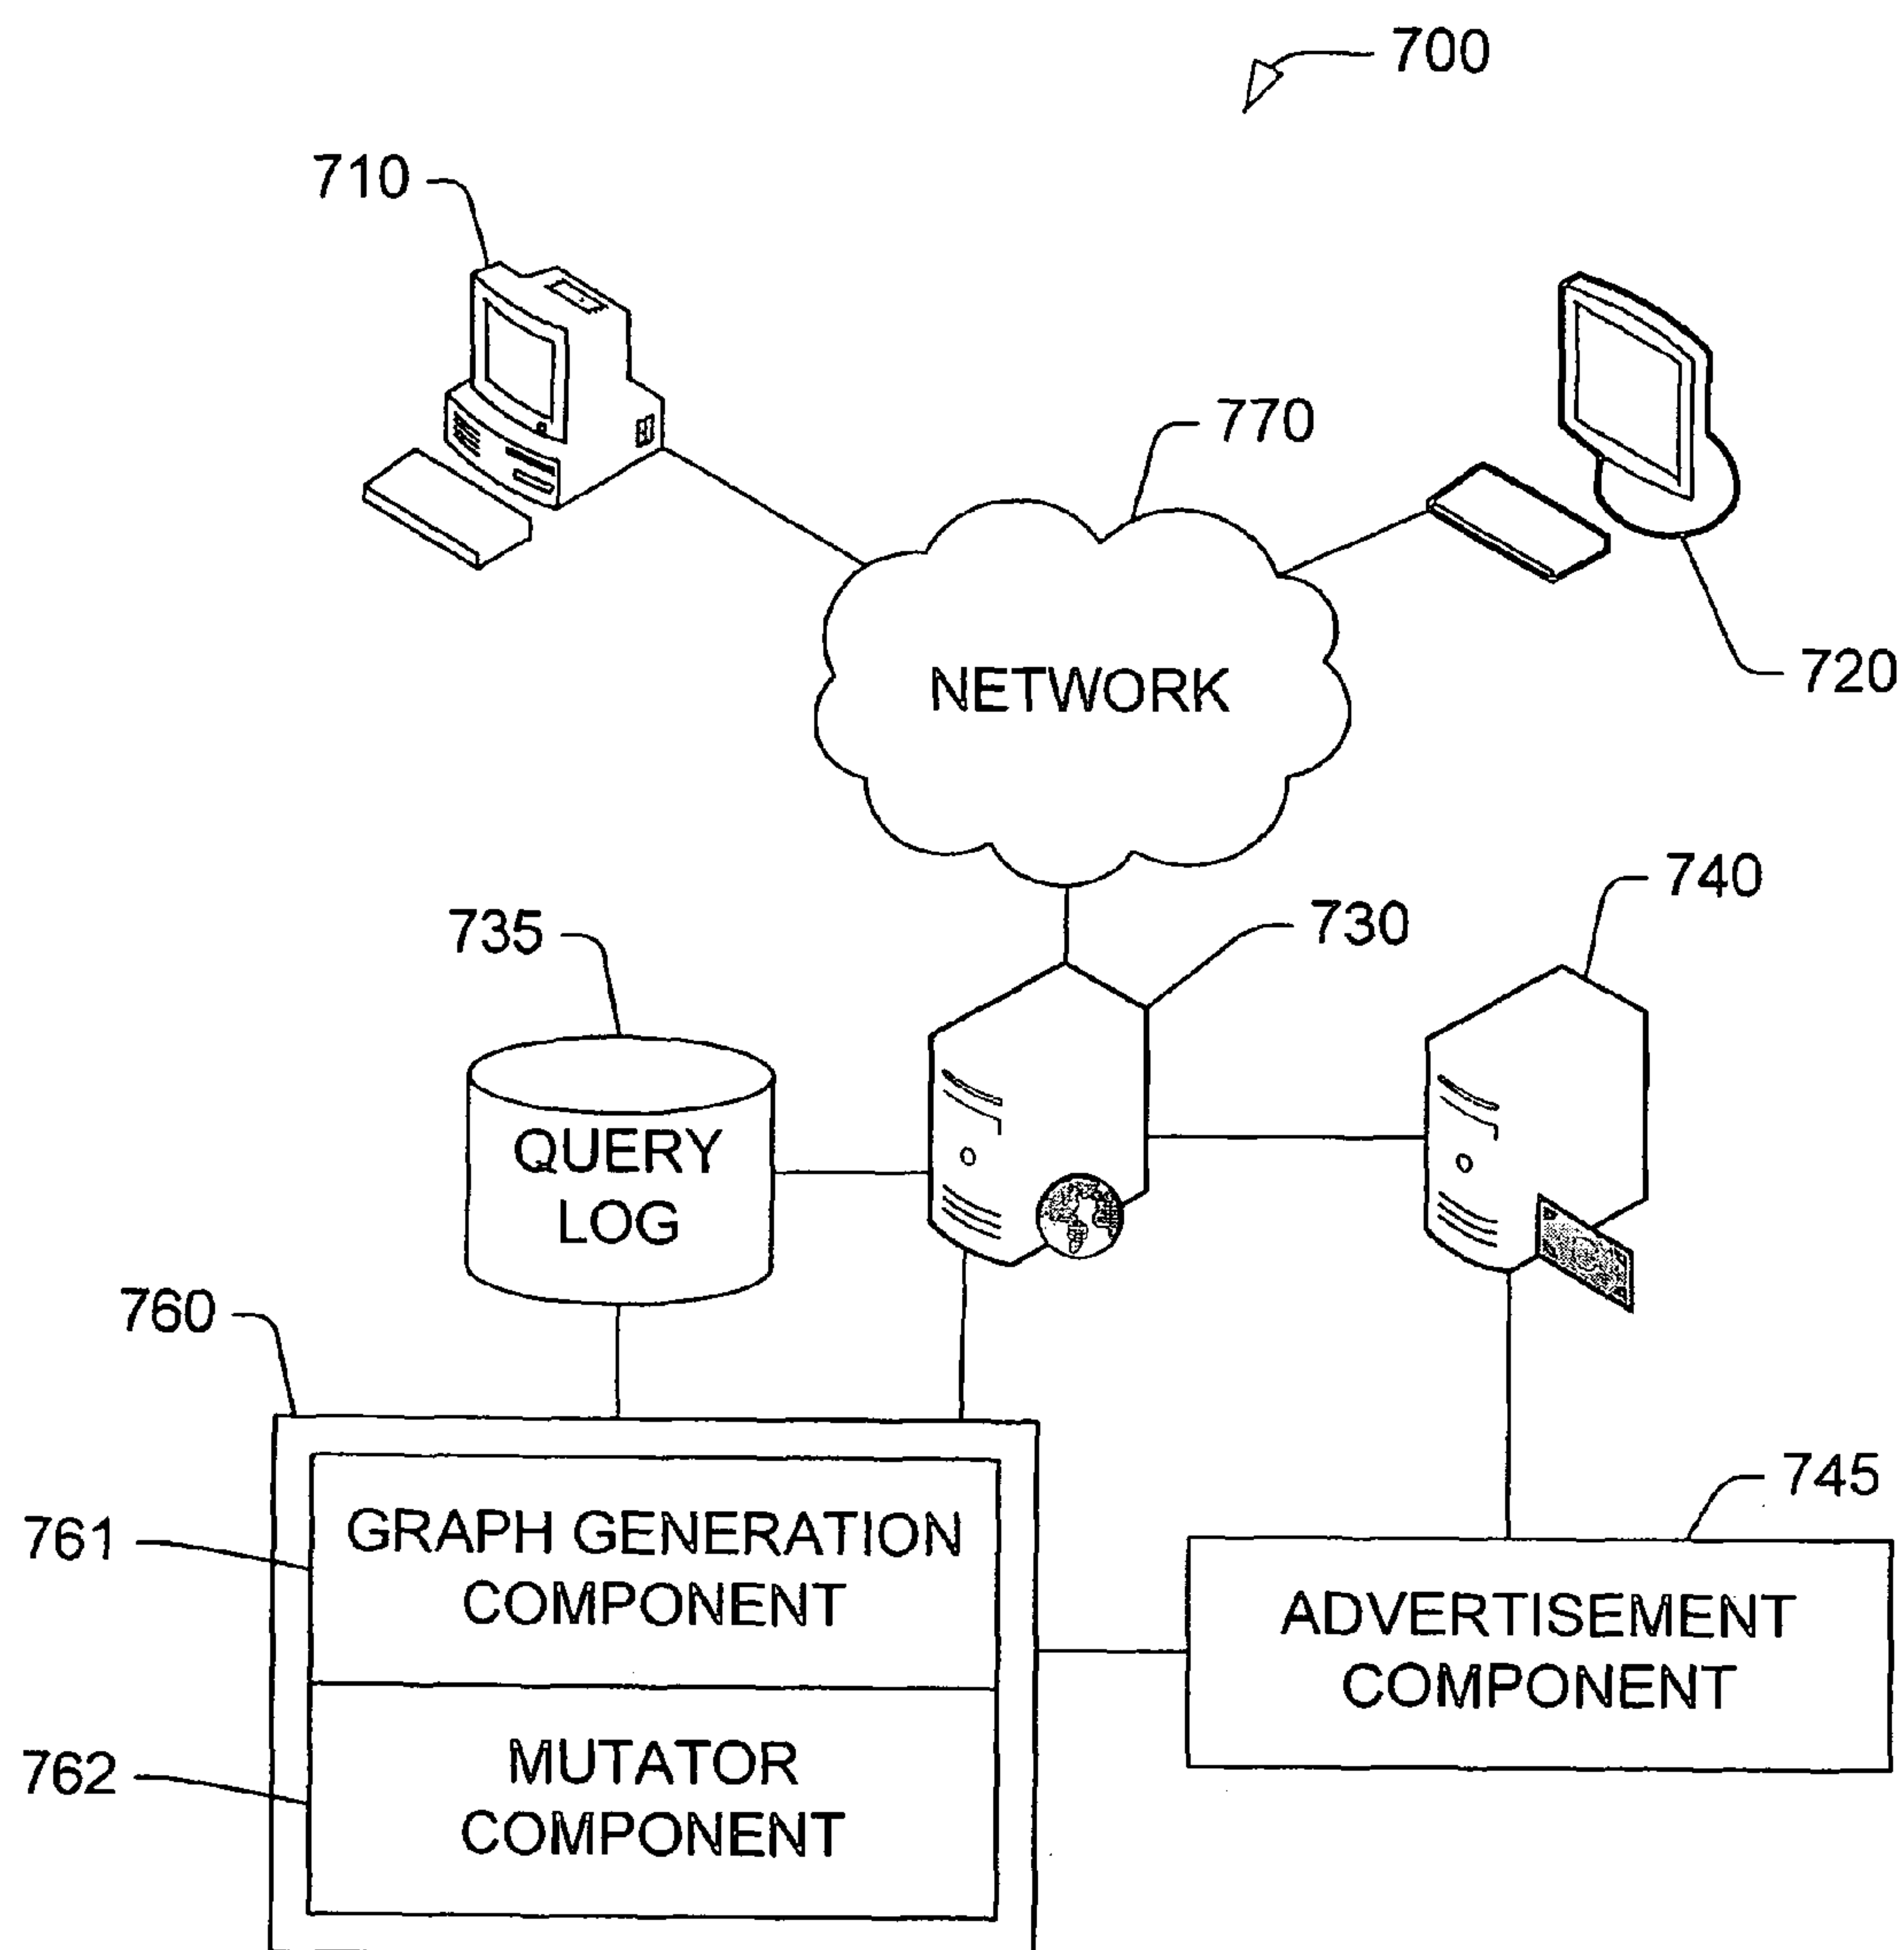 700
710
770
720
NETWORK
740
735
730
QUERY
LOG
760
745
761
GRAPH GENERATION
COMPONENT
ADVERTISEMENT
COMPONENT
762
MUTATOR
COMPONENT